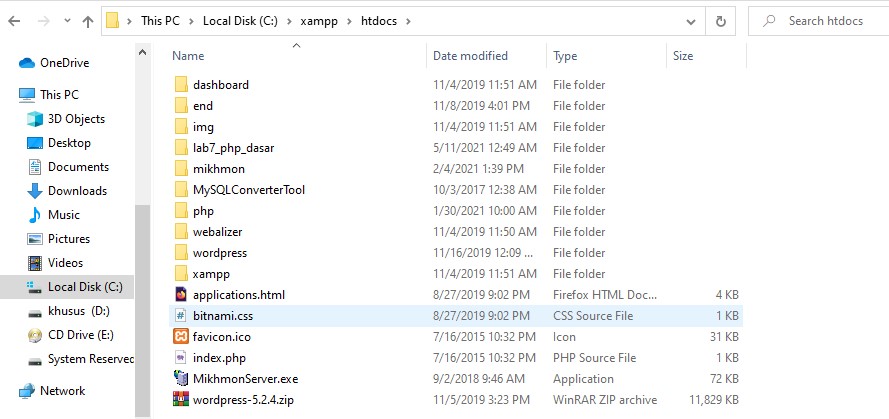 This PC > Local Disk (C:) > xampp > htdocs > Search htdocs
Name Date modified Type Size
OneDrive
This PC
3D Objects
Desktop
Documents
Downloads
Music
Pictures
Videos
Local Disk (C:)
khusus (D:)
CD Drive (E:)
System Reserved
Network
dashboard 11/4/2019 11:51 AM File folder
end 11/8/2019 4:01 PM File folder
img 11/4/2019 11:51 AM File folder
lab7_php_dasar 5/11/2021 12:49 AM File folder
mikhmon 2/4/2021 1:39 PM File folder
MySQLConverterTool 10/3/2017 12:38 AM File folder
php 1/30/2021 10:00 AM File folder
webalizer 11/4/2019 11:50 AM File folder
wordpress 11/16/2019 12:09 ... File folder
xampp 11/4/2019 11:51 AM File folder
applications.html 8/27/2019 9:02 PM Firefox HTML Doc... 4 KB
bitnami.css 8/27/2019 9:02 PM CSS Source File 1 KB
favicon.ico 7/16/2015 10:32 PM Icon 31 KB
index.php 7/16/2015 10:32 PM PHP Source File 1 KB
MikhmonServer.exe 9/2/2018 9:46 AM Application 72 KB
wordpress-5.2.4.zip 11/5/2019 3:23 PM WinRAR ZIP archive 11,829 KB